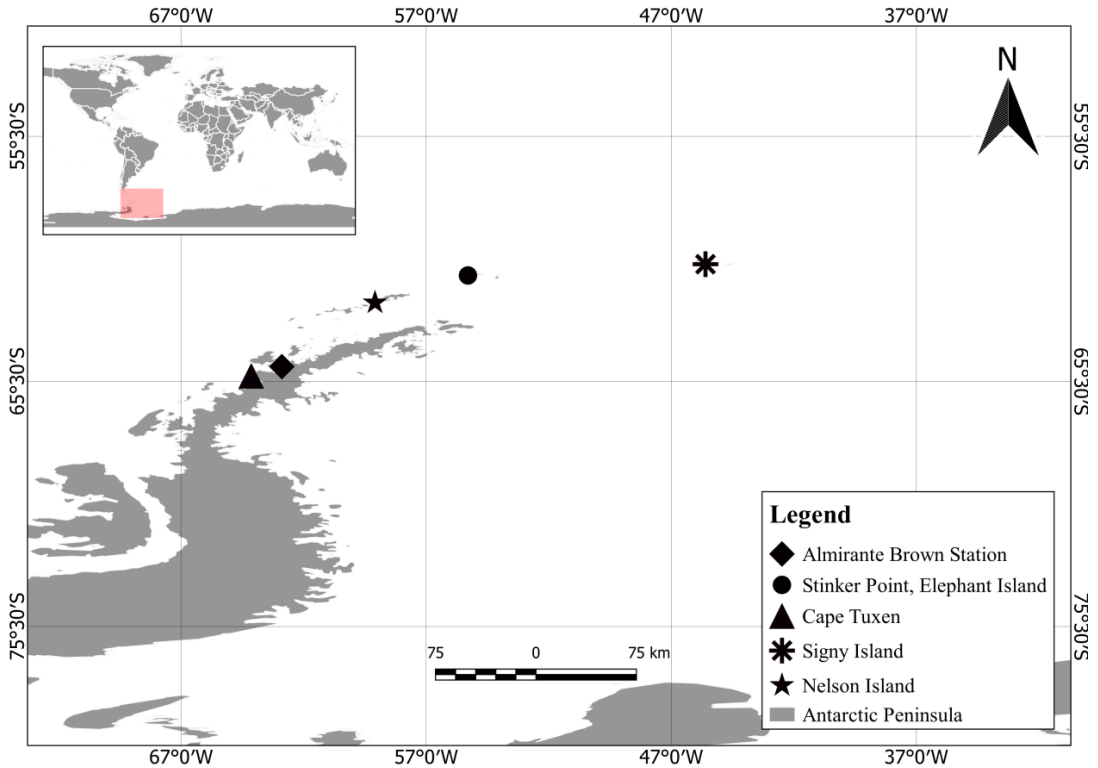 67°0'W 57°0'W 47°0'W 37°0'W
N
55°30'S 55°30'S
65°30'S 65°30'S
75°30'S 75°30'S
75 0 75 km
Legend
Almirante Brown Station
Stinker Point, Elephant Island
Cape Tuxen
Signy Island
Nelson Island
Antarctic Peninsula
67°0'W 57°0'W 47°0'W 37°0'W